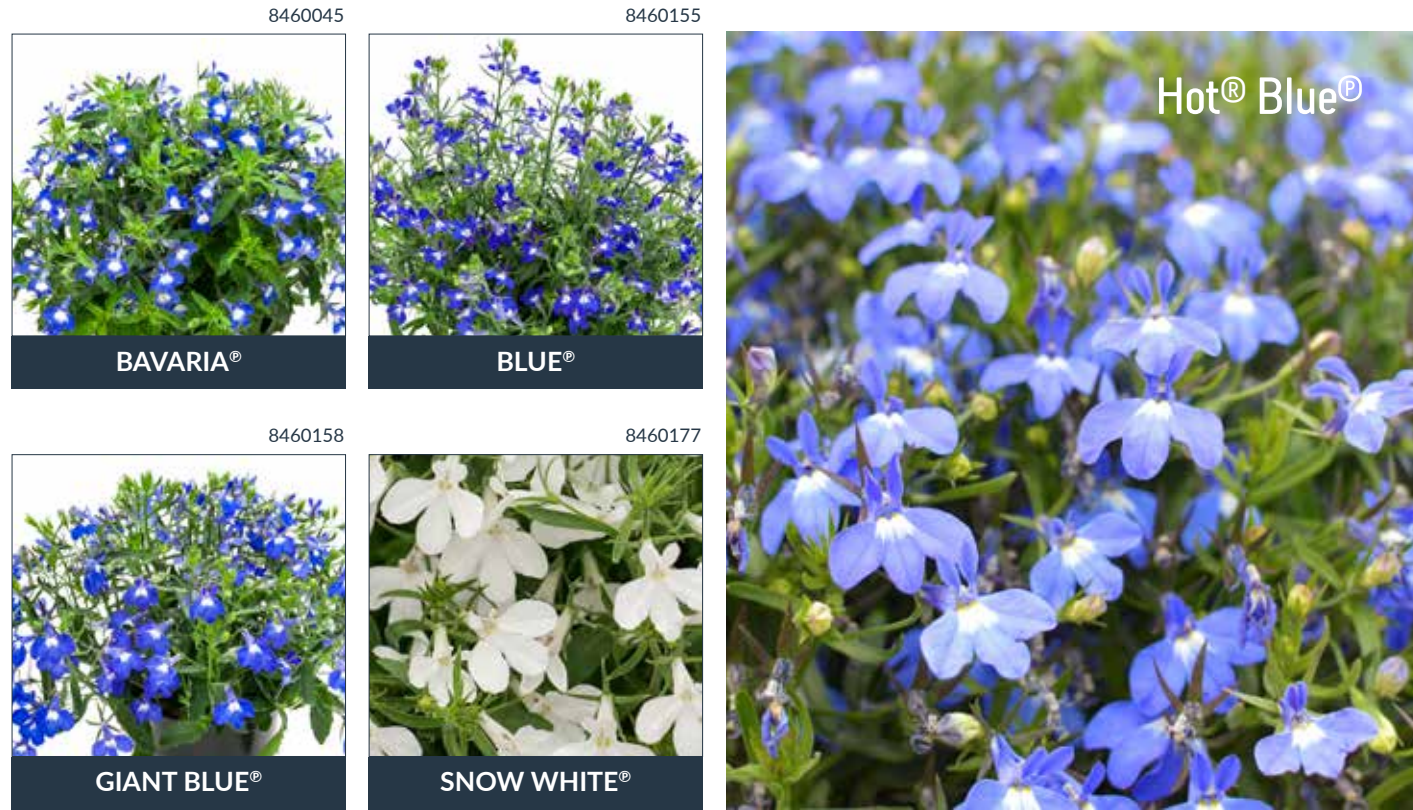 8460045
BAVARIA℗
8460155
BLUE℗
8460158
GIANT BLUE℗
8460177
SNOW WHITE℗
Hot® Blue℗